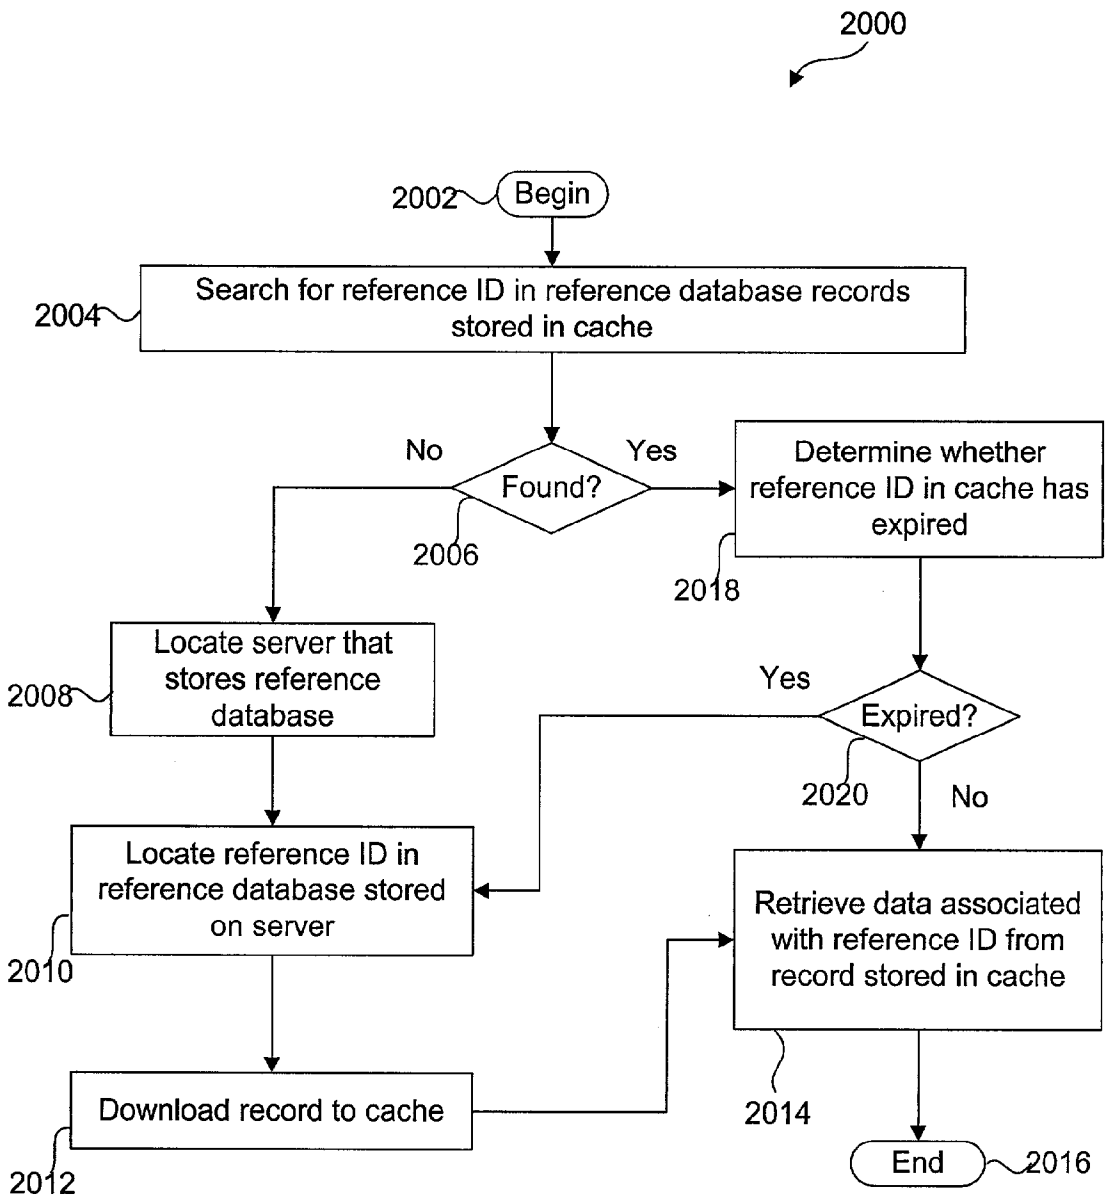 2000
2002
Begin
Search for reference ID in reference database records
stored in cache
2004
No
Yes
Found?
2006
Determine whether
reference ID in cache has
expired
2018
Locate server that
stores reference
database
2008
Yes
Expired?
2020
No
Locate reference ID in
reference database stored
on server
2010
Retrieve data associated
with reference ID from
record stored in cache
2014
Download record to cache
2012
End
2016